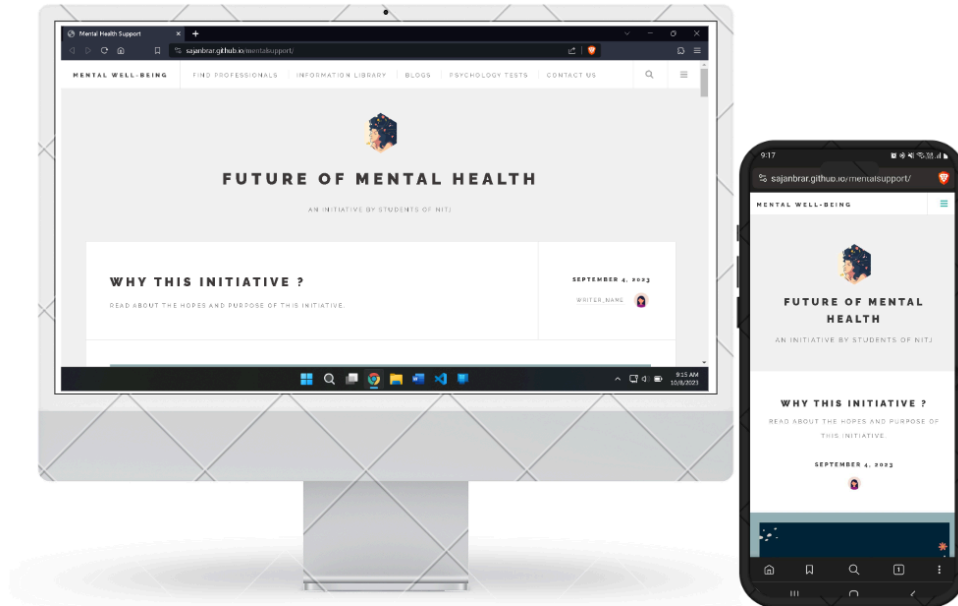 Mental Health Support
sajanbrar.github.io/mentalsupport/
MENTAL WELL-BEING FIND PROFESSIONALS INFORMATION LIBRARY BLOGS PSYCHOLOGY TESTS CONTACT US
FUTURE OF MENTAL HEALTH
AN INITIATIVE BY STUDENTS OF NITJ
WHY THIS INITIATIVE ?
READ ABOUT THE HOPES AND PURPOSE OF THIS INITIATIVE.
SEPTEMBER 4, 2023
WRITER_NAME
9:15 AM
10/8/2023
9:17
sajanbrar.github.io/mentalsupport/
MENTAL WELL-BEING
FUTURE OF MENTAL
HEALTH
AN INITIATIVE BY STUDENTS OF NITJ
WHY THIS INITIATIVE ?
READ ABOUT THE HOPES AND PURPOSE OF
THIS INITIATIVE.
SEPTEMBER 4, 2023
1